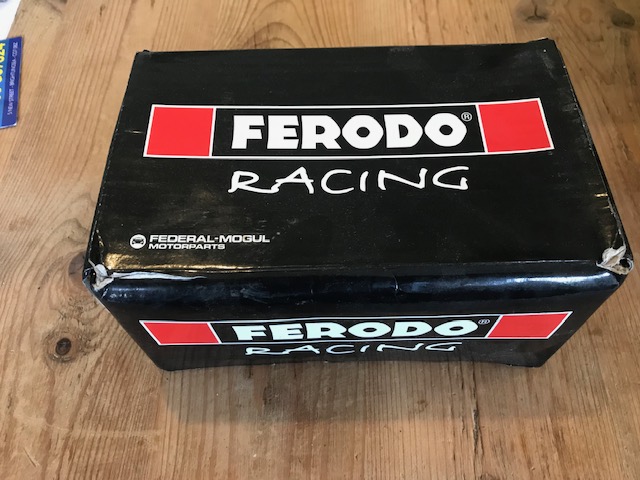 FERODO®
RACING
FEDERAL-MOGUL
MOTORPARTS
FERODO®
RACING